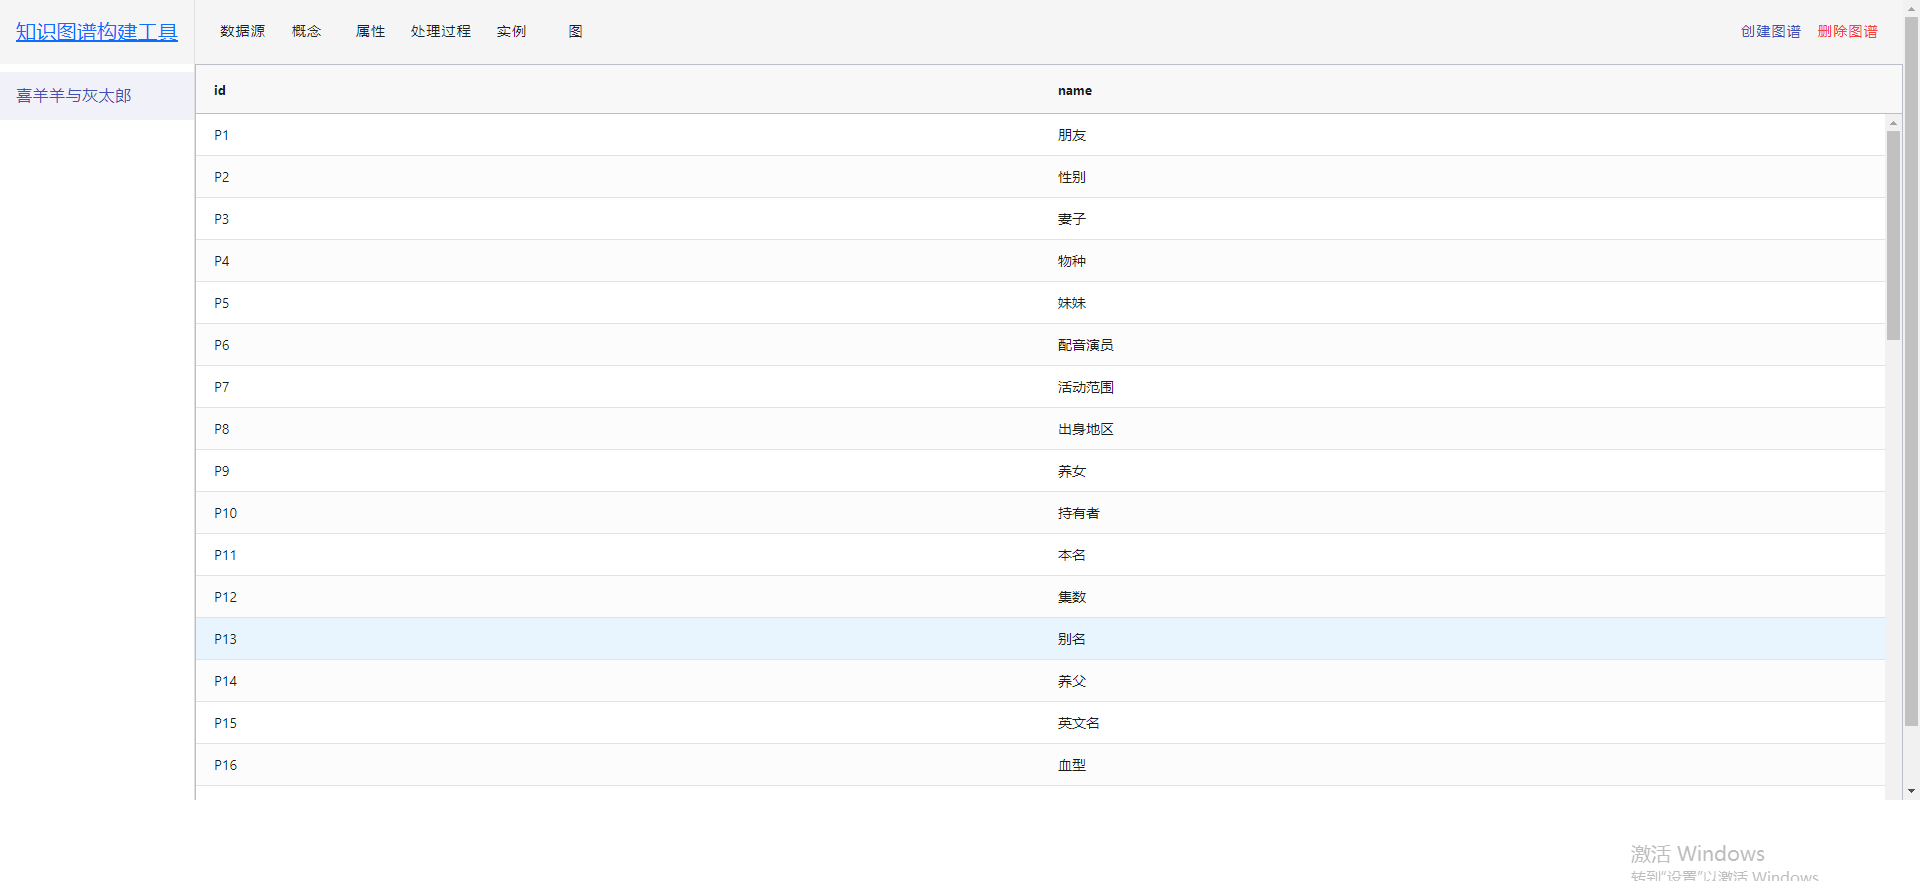 知识图谱构建工具
数据源 概念 属性 处理过程 实例 图 创建图谱 删除图谱
喜羊羊与灰太郎
id name
P1 朋友
P2 性别
P3 妻子
P4 物种
P5 妹妹
P6 配音演员
P7 活动范围
P8 出身地区
P9 养女
P10 持有者
P11 本名
P12 集数
P13 别名
P14 养父
P15 英文名
P16 血型
激活 Windows
转到"设置"以激活 Windows